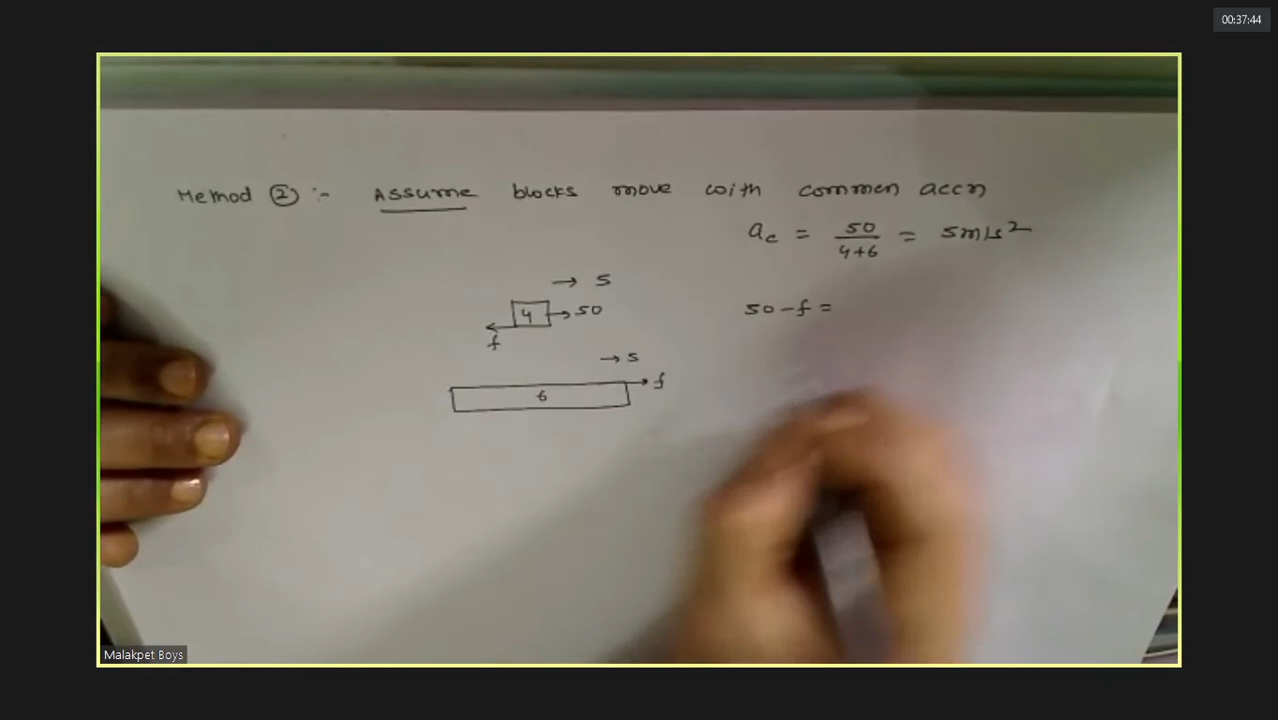 00:37:44
Method ② :- Assume blocks move with common accn
ac = 50/4+6 = 5m/s²
→ 5
4 → 50
50 - f =
f
→ 5
→ f
6
Malakpet Boys